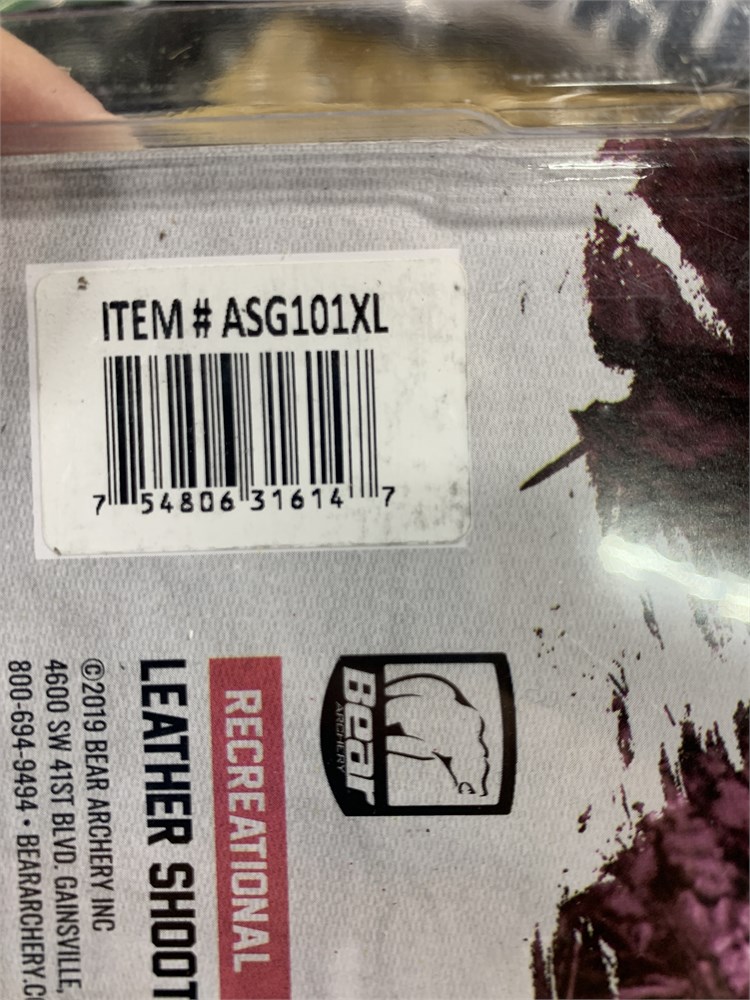 ITEM # ASG101XL
7 54806 31614 7
Bear
ARCHERY
RECREATIONAL
LEATHER SHOOT
©2019 BEAR ARCHERY INC
4600 SW 41ST BLVD. GAINSVILLE,
800-694-9494 • BEARARCHERY.C